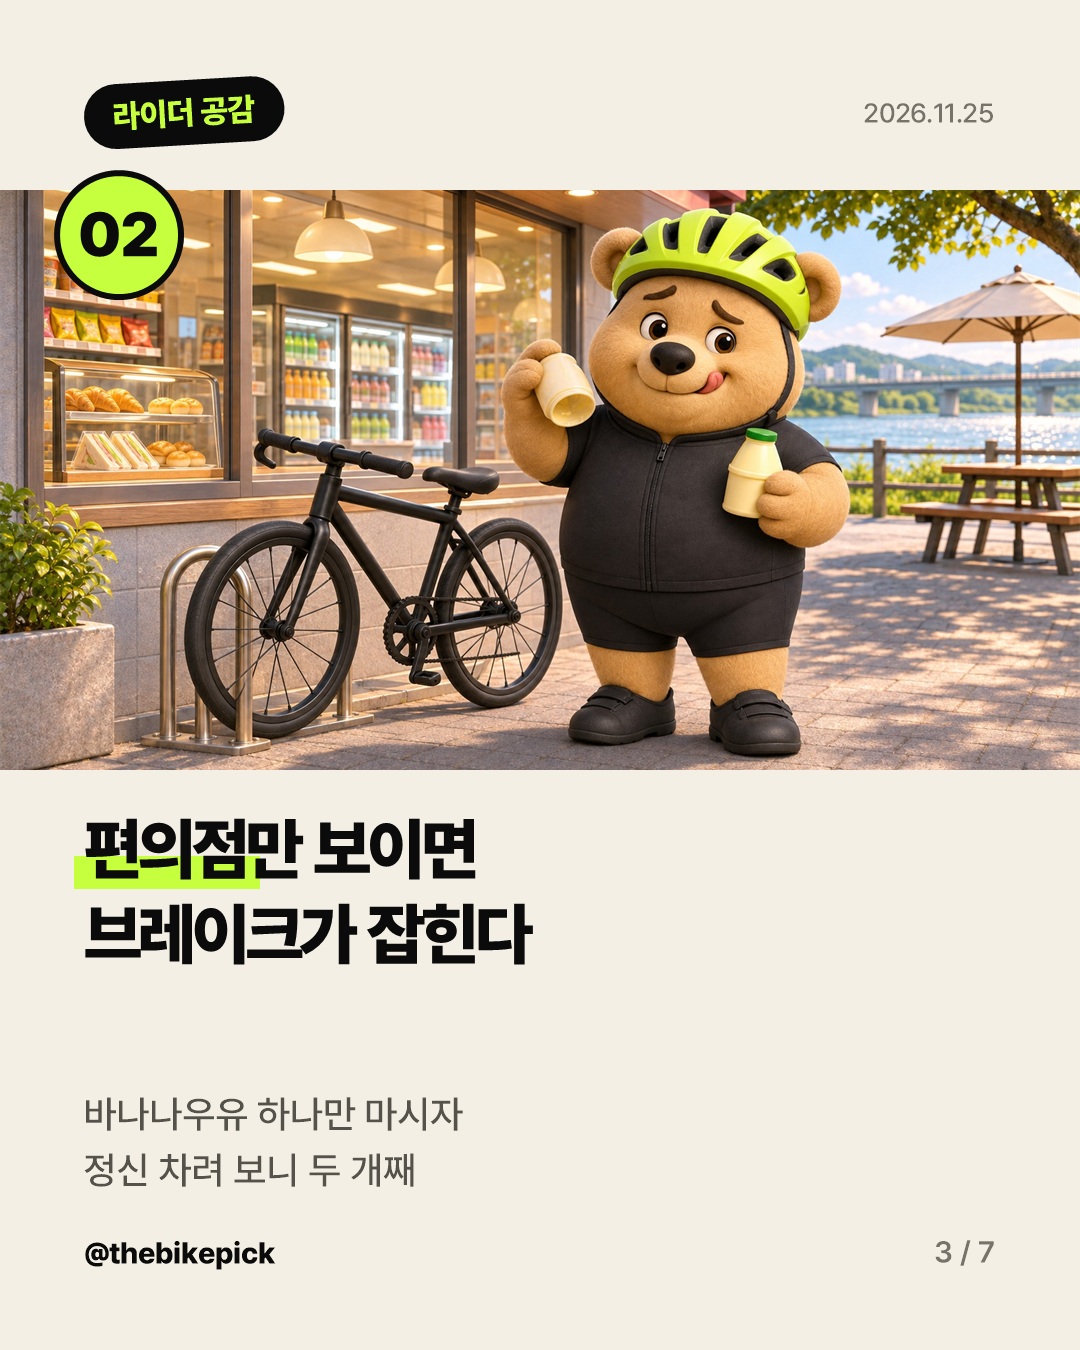 라이더 공감
2026.11.25
02
편의점만 보이면
브레이크가 잡힌다
바나나우유 하나만 마시자
정신 차려 보니 두 개째
@thebikepick
3 / 7